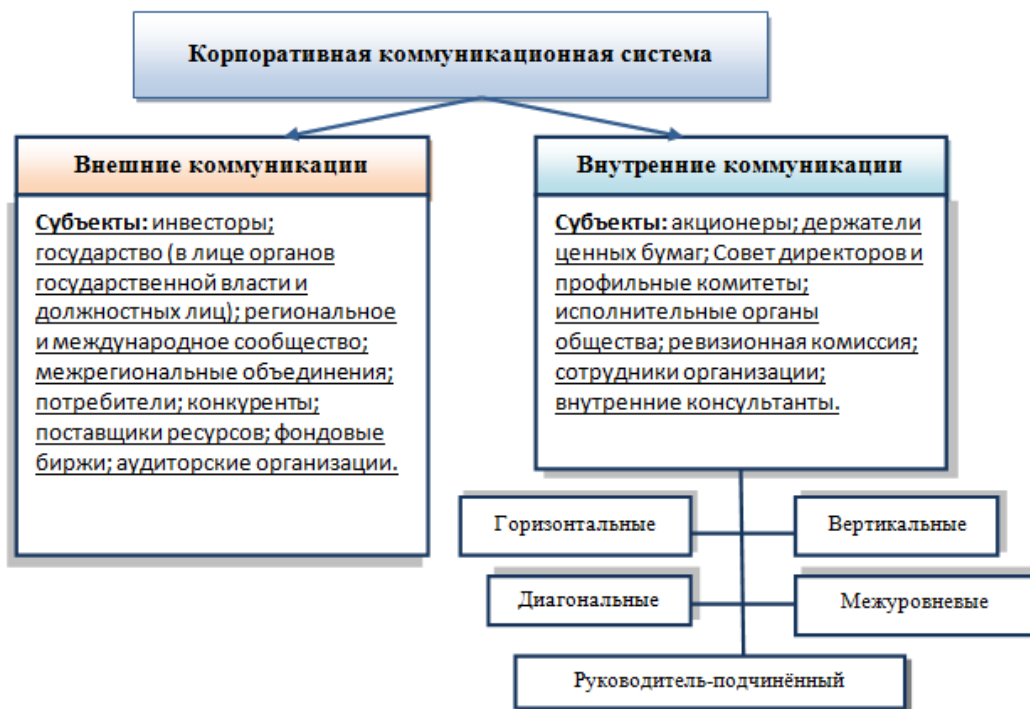 Корпоративная коммуникационная система
Внешние коммуникации
Субъекты: инвесторы;
государство (в лице органов
государственной власти и
должностных лиц); региональное
и международное сообщество;
межрегиональные объединения;
потребители; конкуренты;
поставщики ресурсов; фондовые
биржи; аудиторские организации.
Внутренние коммуникации
Субъекты: акционеры; держатели
ценных бумаг; Совет директоров и
профильные комитеты;
исполнительные органы
общества; ревизионная комиссия;
сотрудники организации;
внутренние консультанты.
Горизонтальные
Вертикальные
Диагональные
Межуровневые
Руководитель-подчинённый